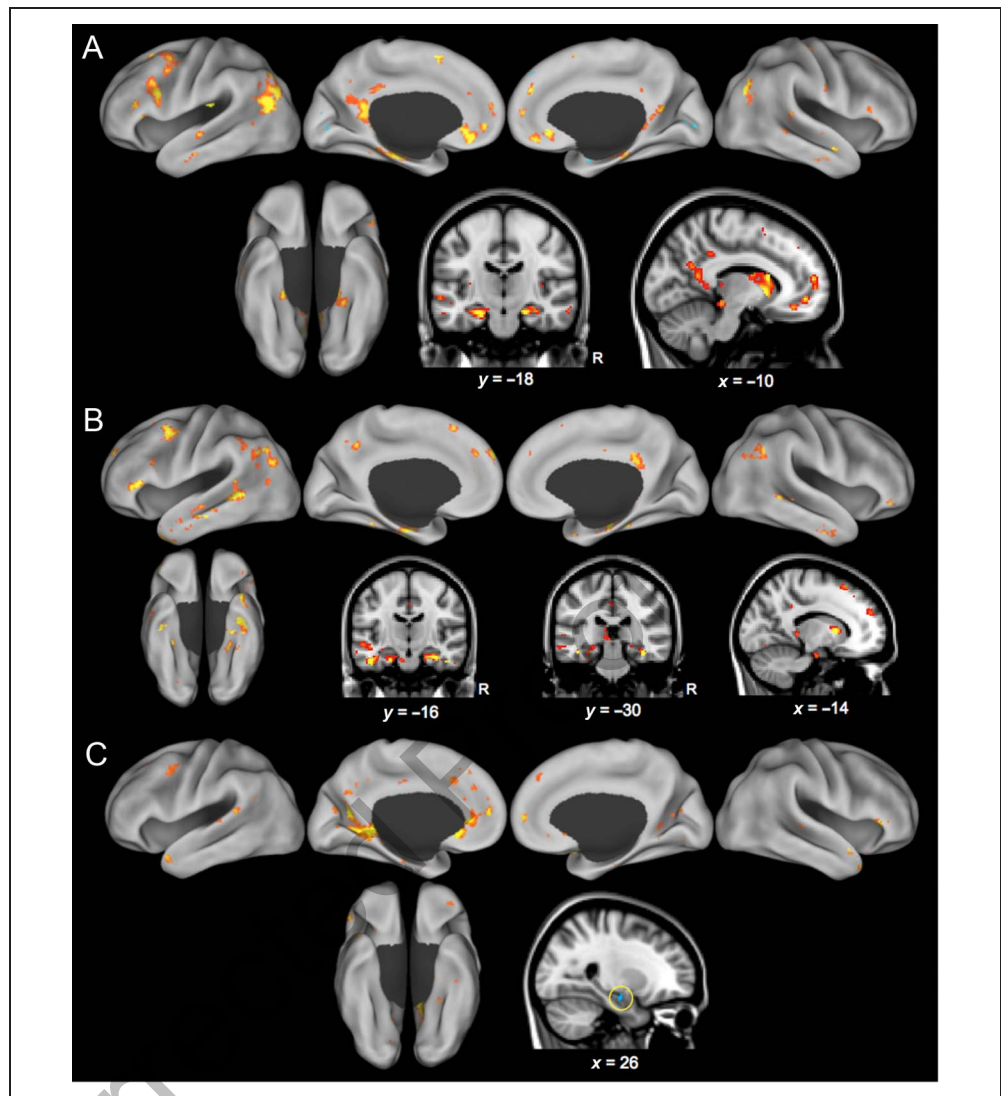 A
R
y = –18
x = –10
B
R
R
y = –16
y = –30
x = –14
C
x = 26